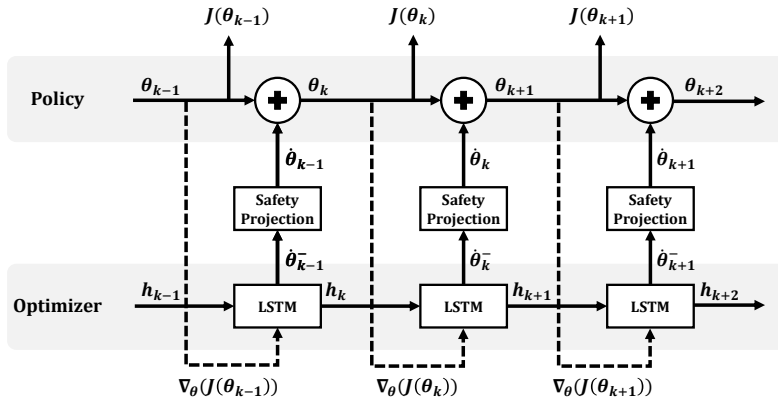 J(θₖ₋₁) J(θₖ) J(θₖ₊₁)
Policy θₖ₋₁ θₖ θₖ₊₁ θₖ₊₂
θ̇ₖ₋₁ θ̇ₖ θ̇ₖ₊₁
Safety Safety Safety
Projection Projection Projection
θ̇⁻ₖ₋₁ θ̇⁻ₖ θ̇⁻ₖ₊₁
Optimizer hₖ₋₁ LSTM hₖ LSTM hₖ₊₁ LSTM hₖ₊₂
∇θ(J(θₖ₋₁)) ∇θ(J(θₖ)) ∇θ(J(θₖ₊₁))